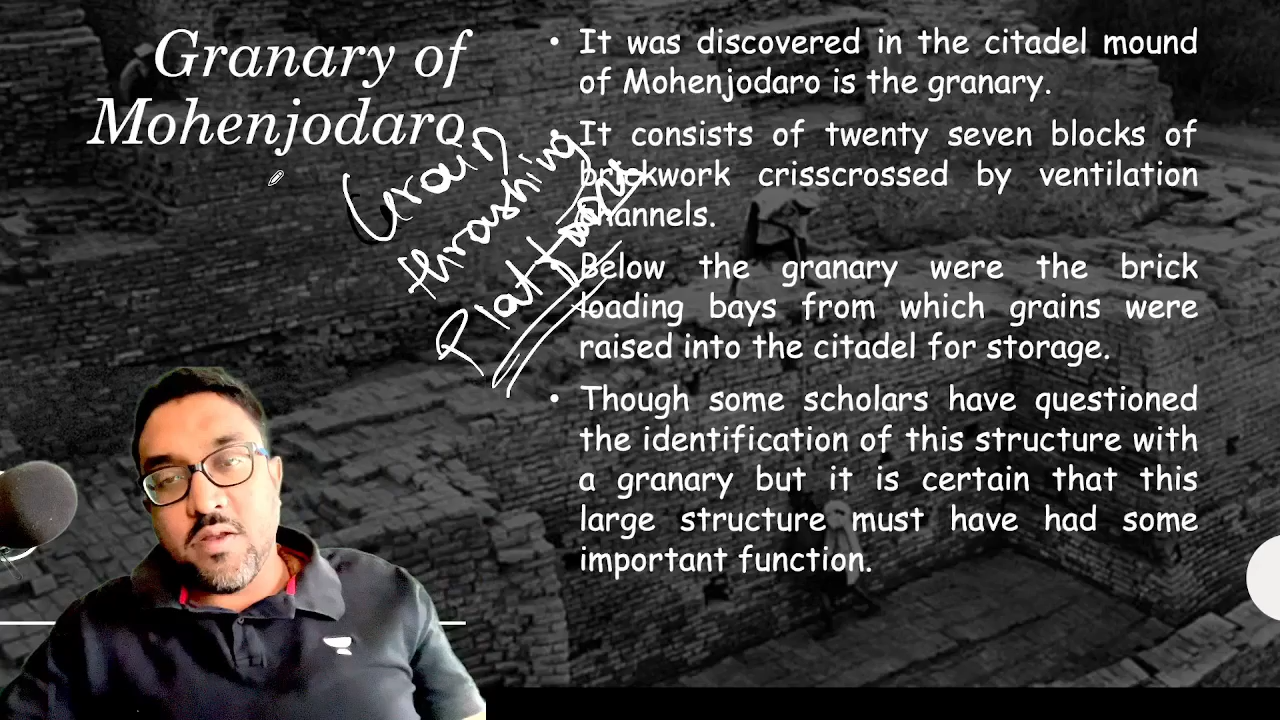 Granary of
Mohenjodaro
Grain
thrashing
Platform
• It was discovered in the citadel mound
of Mohenjodaro is the granary.
It consists of twenty seven blocks of
brickwork crisscrossed by ventilation
channels.
Below the granary were the brick
loading bays from which grains were
raised into the citadel for storage.
• Though some scholars have questioned
the identification of this structure with
a granary but it is certain that this
large structure must have had some
important function.